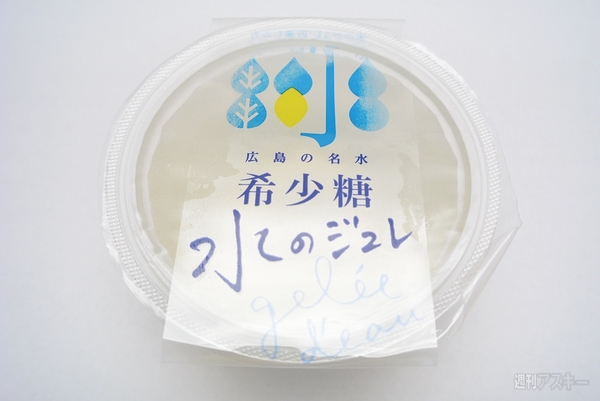 広島の名水
希少糖
水てのジュレ
gelée
d'eau
週刊アスキー